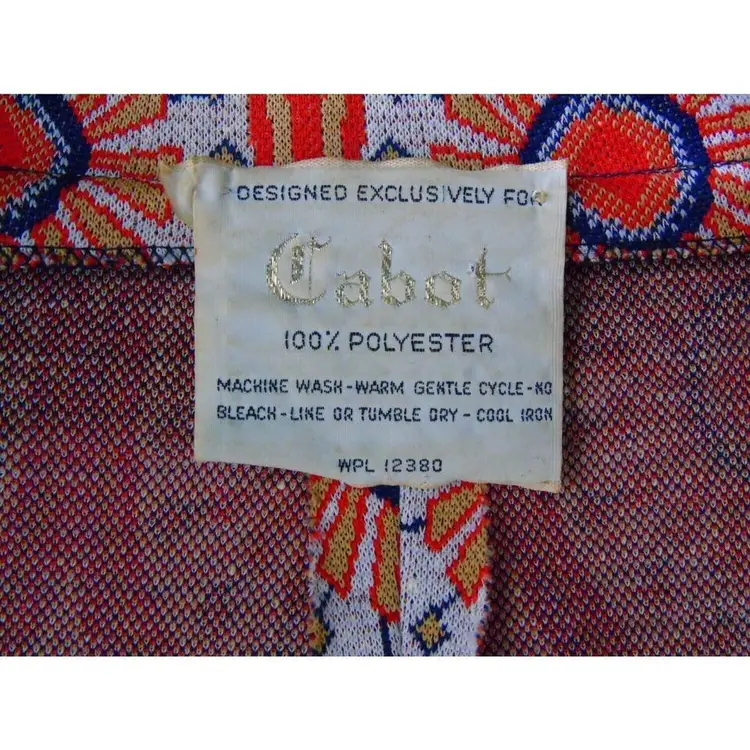 DESIGNED EXCLUSIVELY FOR
Cabot
100% POLYESTER
MACHINE WASH-WARM GENTLE CYCLE-NO
BLEACH-LINE OR TUMBLE DRY-COOL IRON
WPL 12380